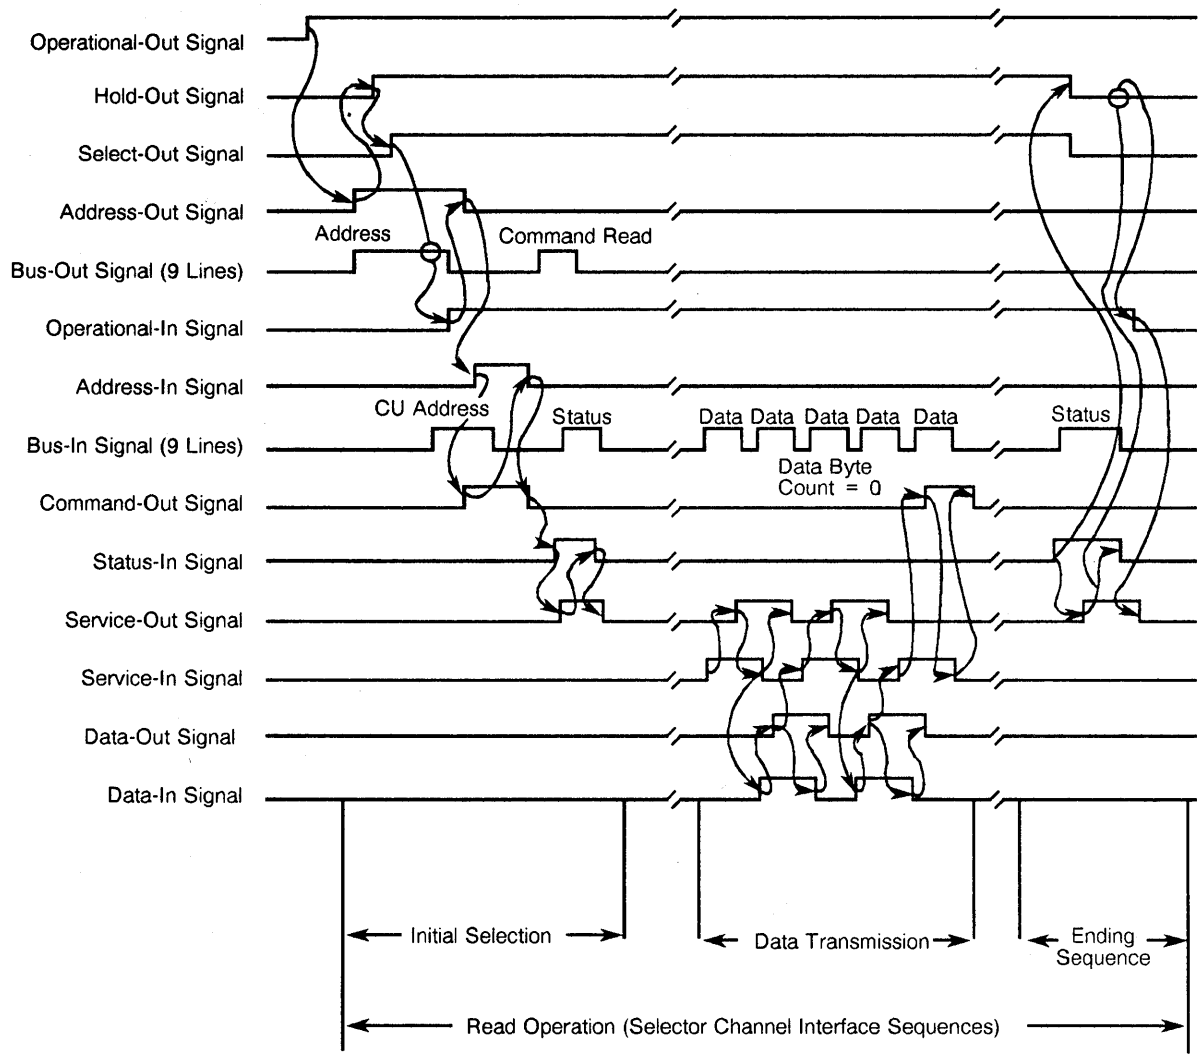 Operational-Out Signal
Hold-Out Signal
Select-Out Signal
Address-Out Signal
Address
Command Read
Bus-Out Signal (9 Lines)
Operational-In Signal
Address-In Signal
CU Address
Status
Data Data Data Data Data
Status
Bus-In Signal (9 Lines)
Data Byte
Count = 0
Command-Out Signal
Status-In Signal
Service-Out Signal
Service-In Signal
Data-Out Signal
Data-In Signal
Initial Selection
Data Transmission
Ending
Sequence
Read Operation (Selector Channel Interface Sequences)